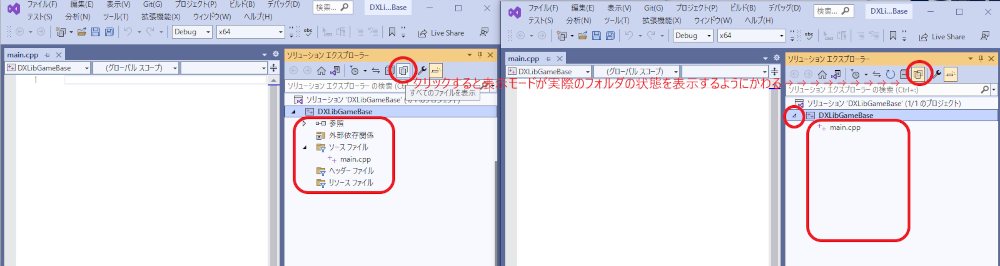 ファイル(F) 編集(E) 表示(V) Git(G) プロジェクト(P) ビルド(B) デバッグ(D) 検索... DXLi...Base
テスト(S) 分析(N) ツール(T) 拡張機能(X) ウィンドウ(W) ヘルプ(H)
Debug x64 Live Share
main.cpp
DXLibGameBase (グローバル スコープ)
1
ソリューション エクスプローラー
クリックすると表示モードが実際のフォルダの状態を表示するようにかわる→→→→→→→→→→
ソリューション エクスプローラー の検索
すべてのファイルを表示
ソリューション 'DXLibGameBase'
DXLibGameBase
参照
外部依存関係
ソース ファイル
main.cpp
ヘッダー ファイル
リソース ファイル
ファイル(F) 編集(E) 表示(V) Git(G) プロジェクト(P) ビルド(B) デバッグ(D) 検索... DXLi...Base
テスト(S) 分析(N) ツール(T) 拡張機能(X) ウィンドウ(W) ヘルプ(H)
Debug x64 Live Share
main.cpp
DXLibGameBase (グローバル スコープ)
1
ソリューション エクスプローラー
ソリューション エクスプローラー の検索 (Ctrl+;)
ソリューション 'DXLibGameBase' (1/1 のプロジェクト)
DXLibGameBase
main.cpp